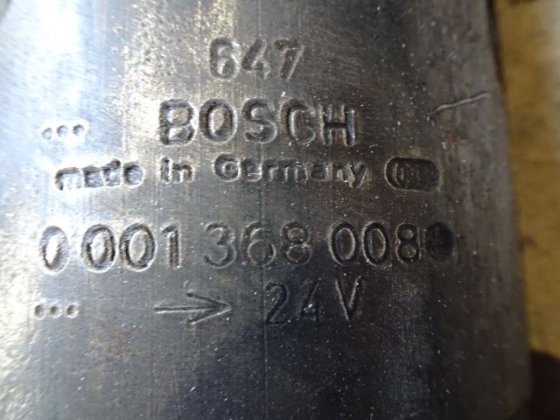 647
... BOSCH
made in Germany
0 001 368 008
... → 24V